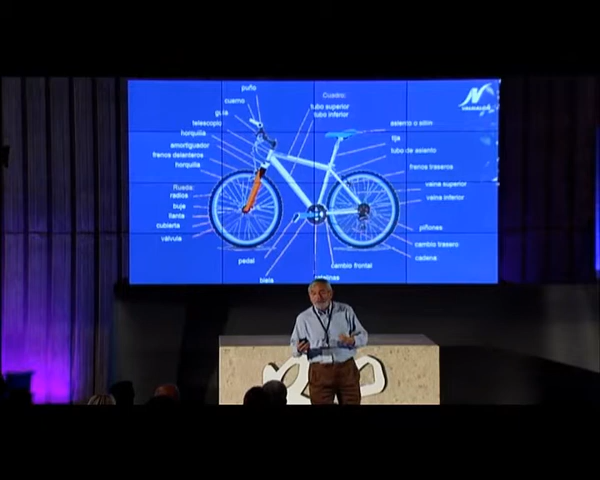 puño
cuerno
guía
telescopio
horquilla
amortiguador
frenos delanteros
horquilla
Rueda:
radios
buje
llanta
cubierta
válvula
pedal
biela
Cuadro:
tubo superior
tubo inferior
asiento o sillín
tija
tubo de asiento
frenos traseros
vaina superior
vaina inferior
piñones
cambio trasero
cadena
cambio frontal